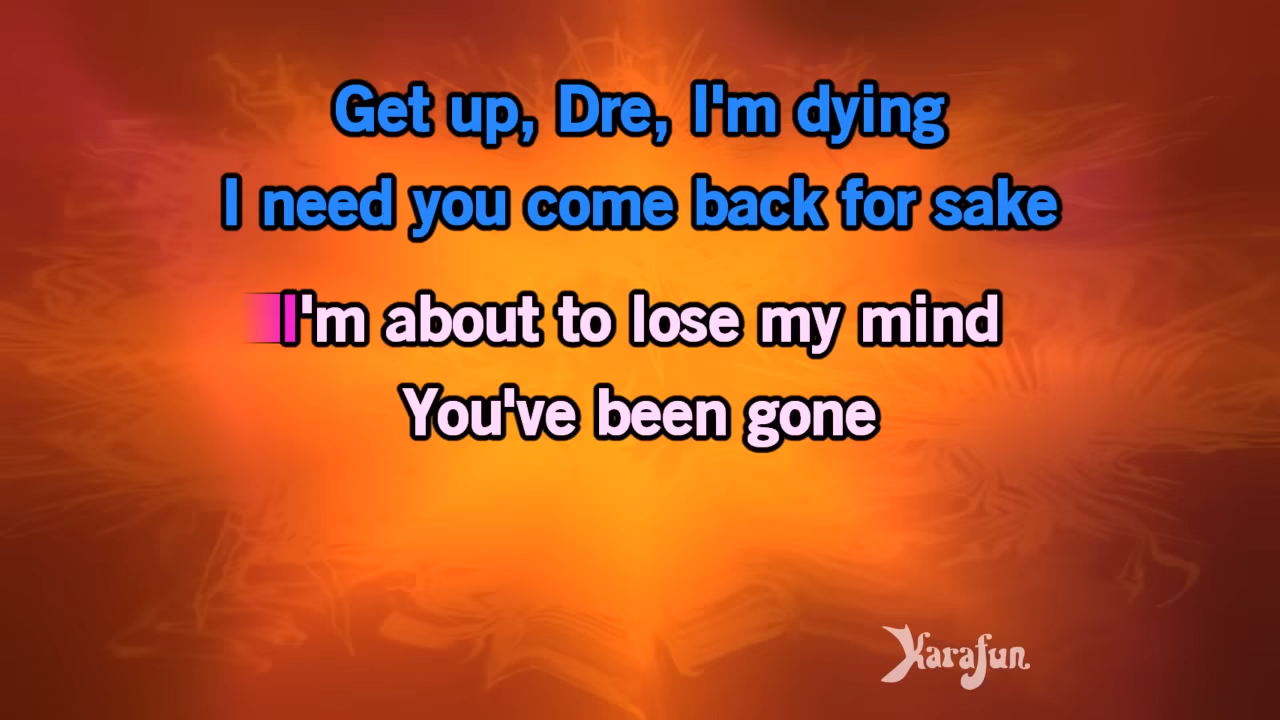 Get up, Dre, I'm dying
I need you come back for sake
I'm about to lose my mind
You've been gone
Karafun